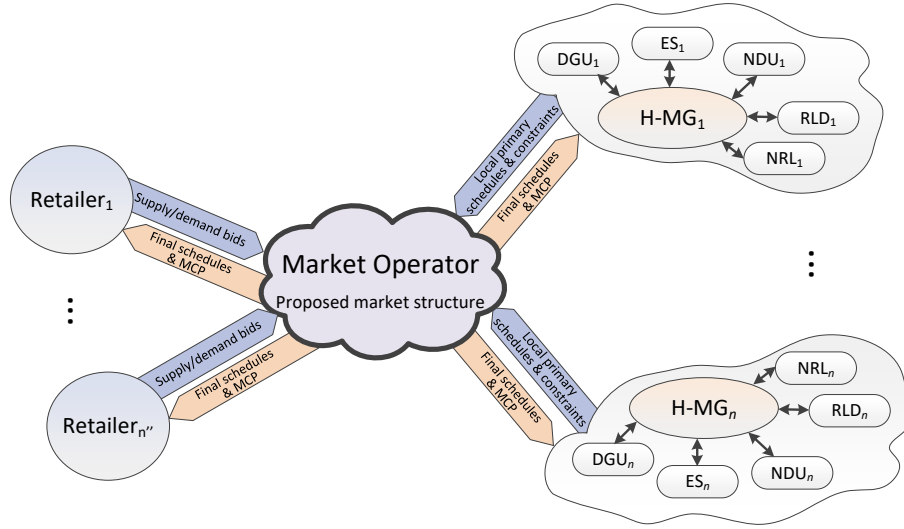 ES₁
DGU₁
NDU₁
H-MG₁
RLD₁
NRL₁
Local primary
schedules & constraints
Final schedules
& MCP
Retailer₁
Supply/demand bids
Final schedules
& MCP
Market Operator
Proposed market structure
Supply/demand bids
Final schedules
& MCP
Retailerₙ''
Local primary
schedules & constraints
Final schedules
& MCP
NRLₙ
H-MGₙ
RLDₙ
DGUₙ
ESₙ
NDUₙ